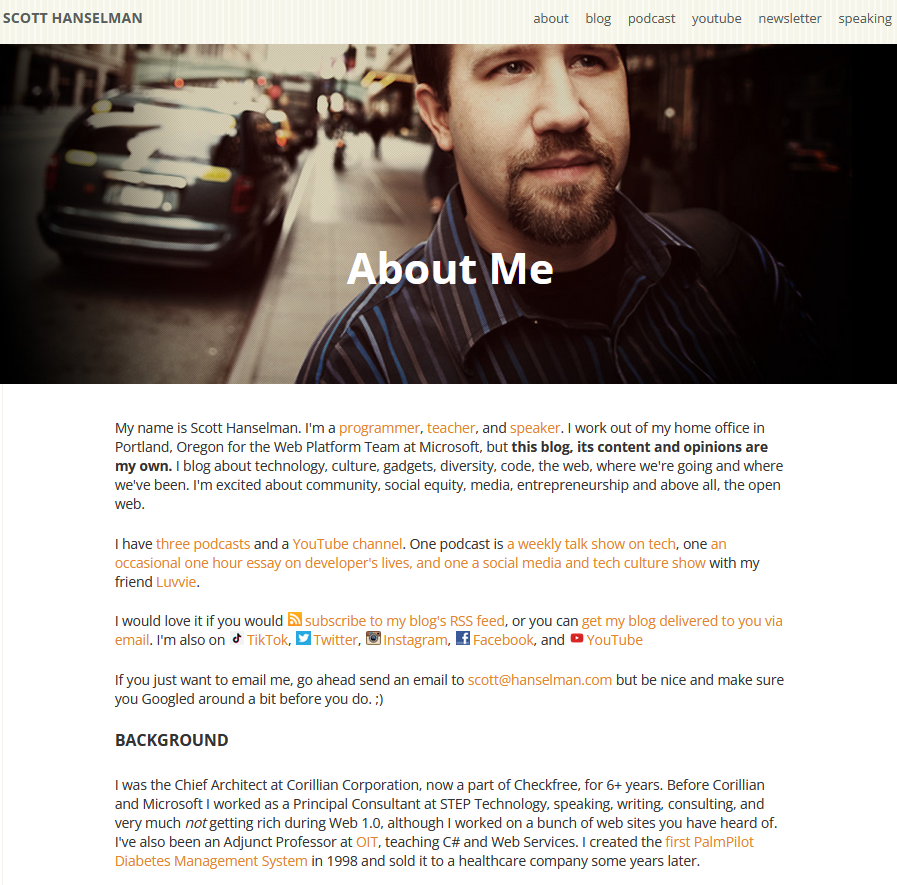 SCOTT HANSELMAN
about blog podcast youtube newsletter speaking
About Me
My name is Scott Hanselman. I'm a programmer, teacher, and speaker. I work out of my home office in
Portland, Oregon for the Web Platform Team at Microsoft, but this blog, its content and opinions are
my own. I blog about technology, culture, gadgets, diversity, code, the web, where we're going and where
we've been. I'm excited about community, social equity, media, entrepreneurship and above all, the open
web.
I have three podcasts and a YouTube channel. One podcast is a weekly talk show on tech, one an
occasional one hour essay on developer's lives, and one a social media and tech culture show with my
friend Luvvie.
I would love it if you would subscribe to my blog's RSS feed, or you can get my blog delivered to you via
email. I'm also on TikTok, Twitter, Instagram, Facebook, and YouTube
If you just want to email me, go ahead send an email to scott@hanselman.com but be nice and make sure
you Googled around a bit before you do. ;)
BACKGROUND
I was the Chief Architect at Corillian Corporation, now a part of Checkfree, for 6+ years. Before Corillian
and Microsoft I worked as a Principal Consultant at STEP Technology, speaking, writing, consulting, and
very much not getting rich during Web 1.0, although I worked on a bunch of web sites you have heard of.
I've also been an Adjunct Professor at OIT, teaching C# and Web Services. I created the first PalmPilot
Diabetes Management System in 1998 and sold it to a healthcare company some years later.